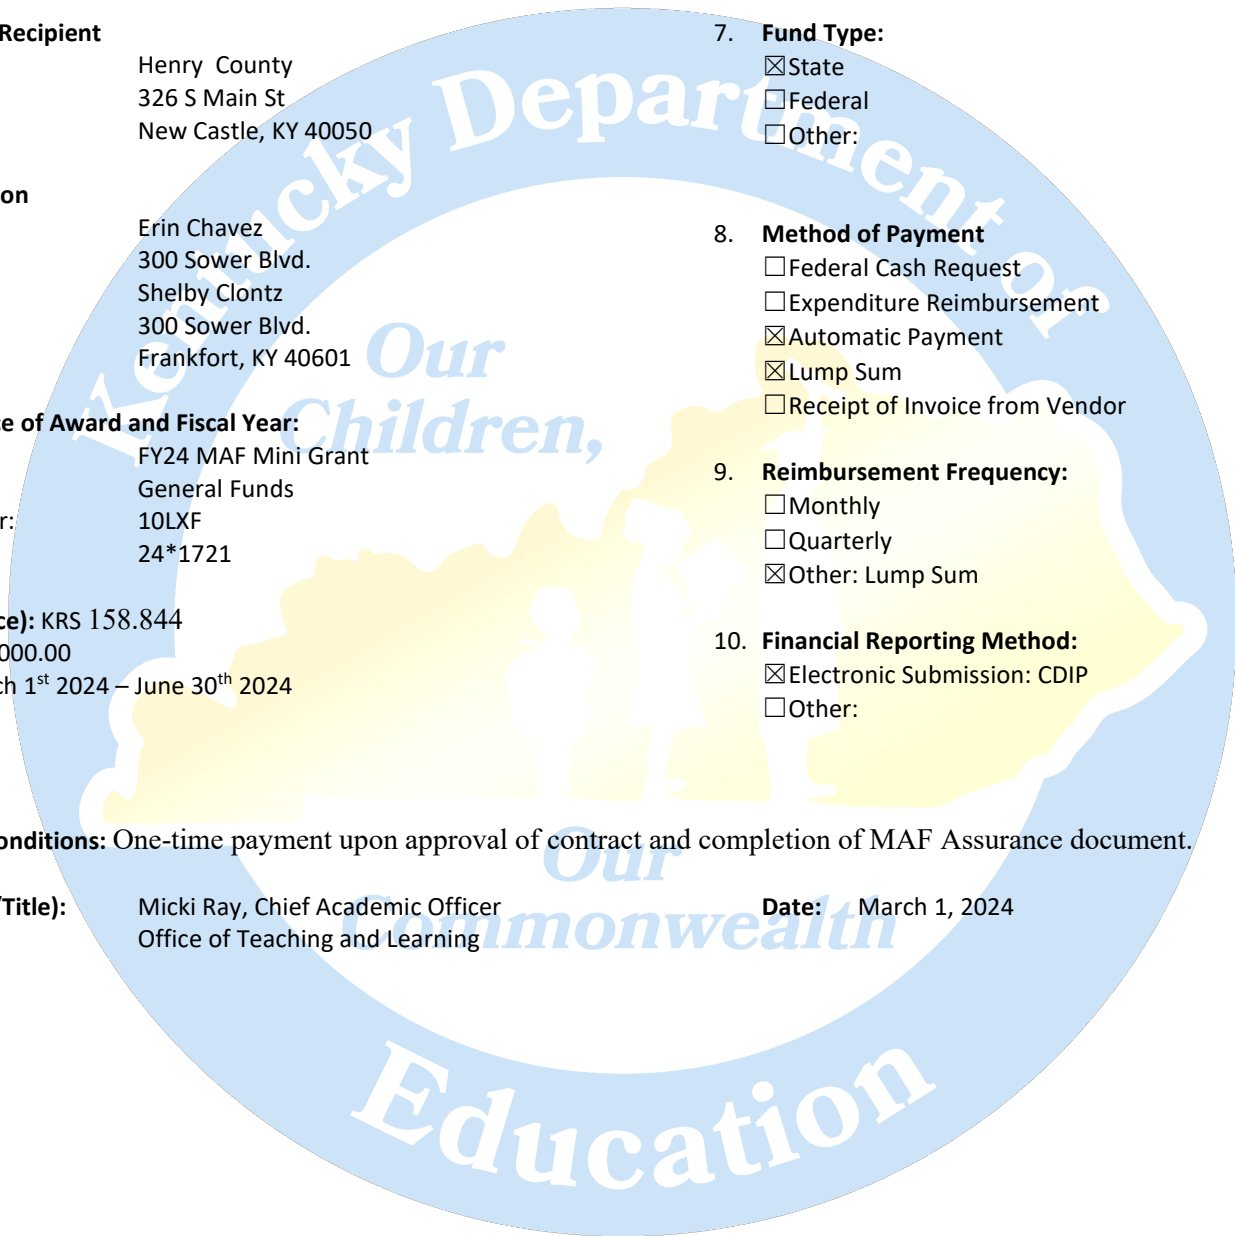 Recipient
Henry County
326 S Main St
New Castle, KY 40050
on
Erin Chavez
300 Sower Blvd.
Shelby Clontz
300 Sower Blvd.
Frankfort, KY 40601
e of Award and Fiscal Year:
FY24 MAF Mini Grant
General Funds
r: 10LXF
24*1721
ce): KRS 158.844
000.00
ch 1st 2024 – June 30th 2024
7. Fund Type:
☒State
☐Federal
☐Other:
8. Method of Payment
☐Federal Cash Request
☐Expenditure Reimbursement
☒Automatic Payment
☒Lump Sum
☐Receipt of Invoice from Vendor
9. Reimbursement Frequency:
☐Monthly
☐Quarterly
☒Other: Lump Sum
10. Financial Reporting Method:
☒Electronic Submission: CDIP
☐Other:
onditions: One-time payment upon approval of contract and completion of MAF Assurance document.
/Title): Micki Ray, Chief Academic Officer Date: March 1, 2024
Office of Teaching and Learning
Kentucky Department of
Education
Our
Children,
Our
Commonwealth